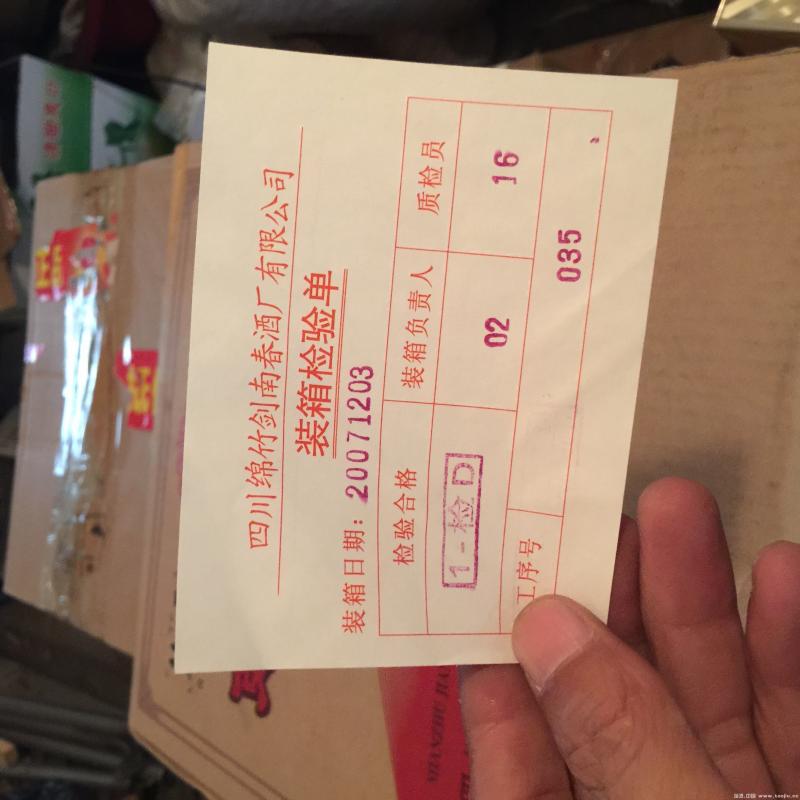 四川绵竹剑南春酒厂有限公司
装箱检验单
装箱日期: 20071203
检验合格 装箱负责人 质检员
1-检D 02 16
工序号 035
MIANZHU JIAN